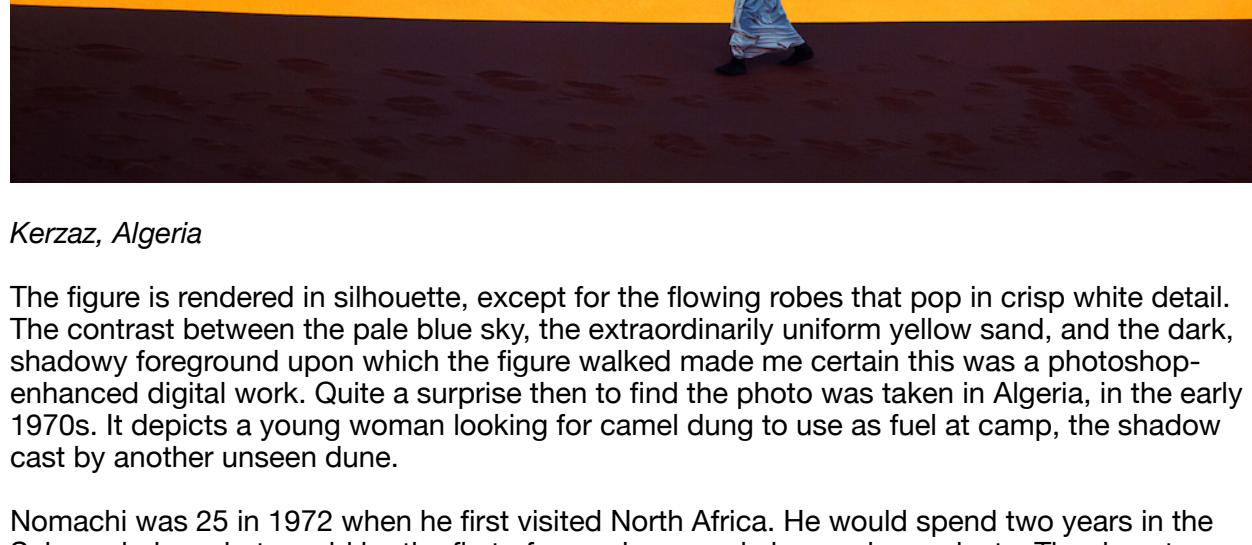 Kerzaz, Algeria
The figure is rendered in silhouette, except for the flowing robes that pop in crisp white detail.
The contrast between the pale blue sky, the extraordinarily uniform yellow sand, and the dark,
shadowy foreground upon which the figure walked made me certain this was a photoshop-
enhanced digital work. Quite a surprise then to find the photo was taken in Algeria, in the early
1970s. It depicts a young woman looking for camel dung to use as fuel at camp, the shadow
cast by another unseen dune.
Nomachi was 25 in 1972 when he first visited North Africa. He would spend two years in the